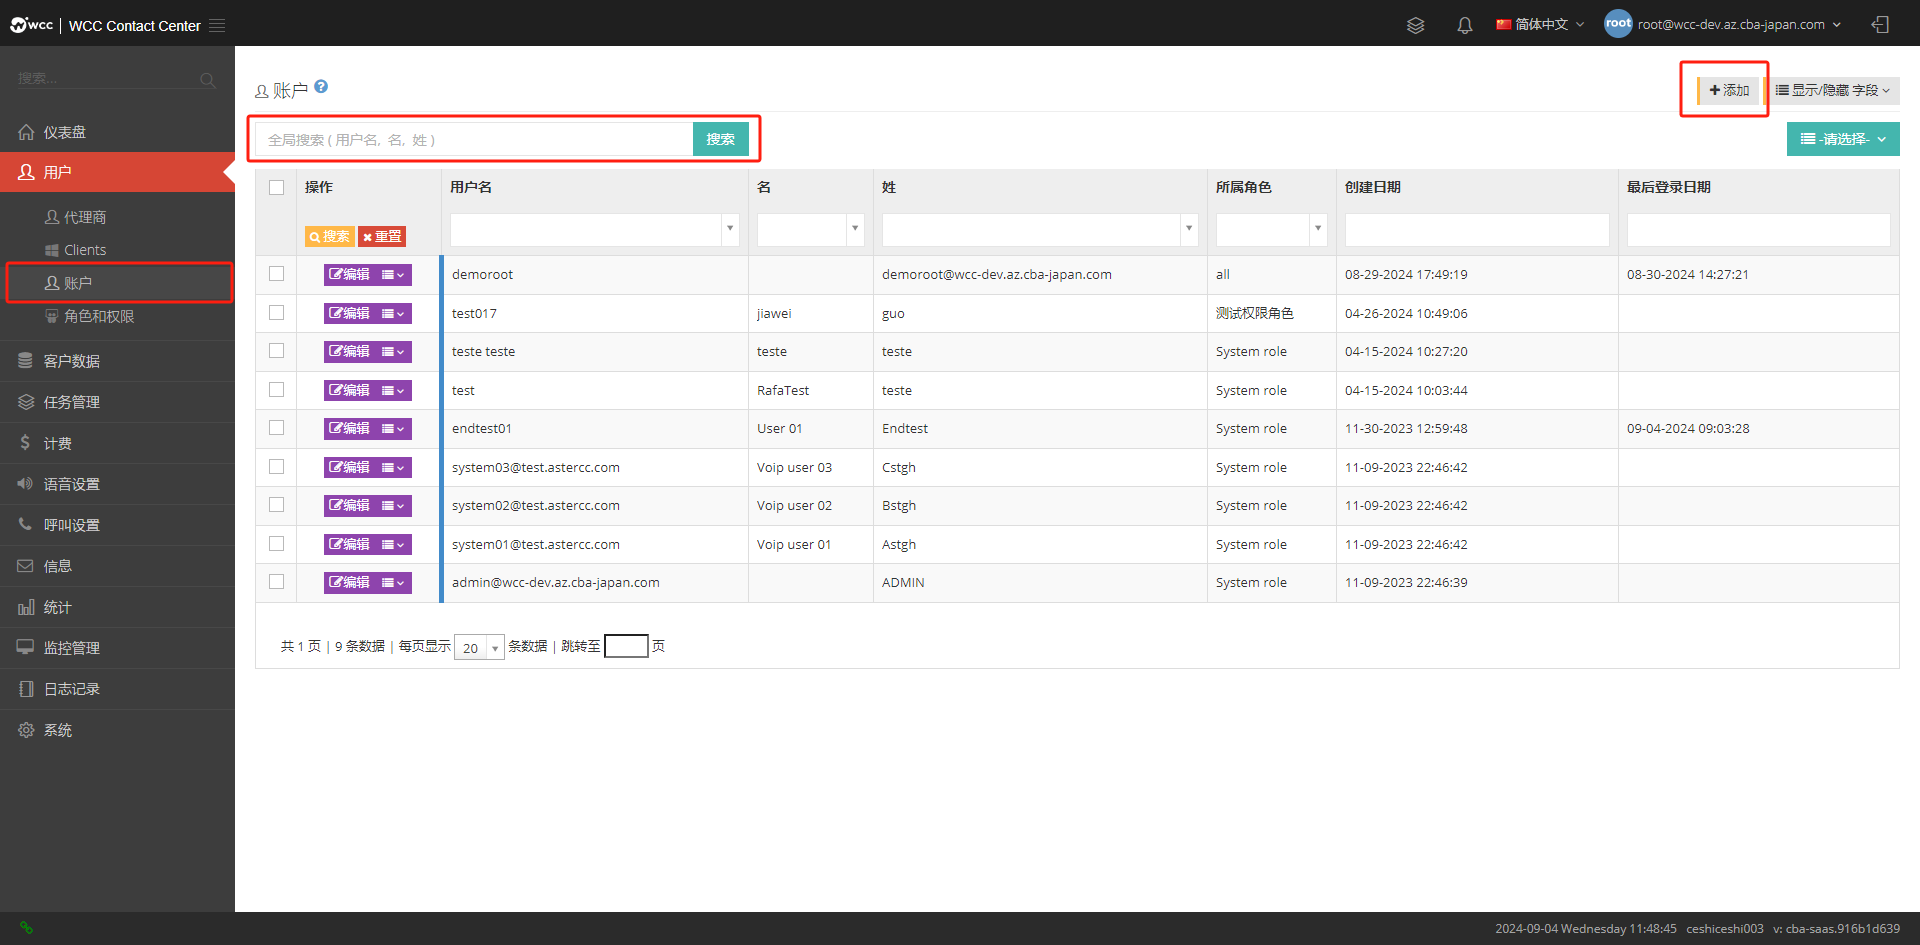 wcc | WCC Contact Center
简体中文
root
root@wcc-dev.az.cba-japan.com
搜索...
仪表盘
用户
代理商
Clients
账户
角色和权限
客户数据
任务管理
计费
语音设置
呼叫设置
信息
统计
监控管理
日志记录
系统
账户 ?
添加
显示/隐藏 字段
全局搜索 ( 用户名, 名, 姓 )
搜索
-请选择-
操作 用户名 名 姓 所属角色 创建日期 最后登录日期
搜索 重置
编辑 demoroot demoroot@wcc-dev.az.cba-japan.com all 08-29-2024 17:49:19 08-30-2024 14:27:21
编辑 test017 jiawei guo 测试权限角色 04-26-2024 10:49:06
编辑 teste teste teste teste System role 04-15-2024 10:27:20
编辑 test RafaTest teste System role 04-15-2024 10:03:44
编辑 endtest01 User 01 Endtest System role 11-30-2023 12:59:48 09-04-2024 09:03:28
编辑 system03@test.astercc.com Voip user 03 Cstgh System role 11-09-2023 22:46:42
编辑 system02@test.astercc.com Voip user 02 Bstgh System role 11-09-2023 22:46:42
编辑 system01@test.astercc.com Voip user 01 Astgh System role 11-09-2023 22:46:42
编辑 admin@wcc-dev.az.cba-japan.com ADMIN System role 11-09-2023 22:46:39
共 1 页 | 9 条数据 | 每页显示 20 条数据 | 跳转至 页
2024-09-04 Wednesday 11:48:45 ceshiceshi003 v: cba-saas.916b1d639